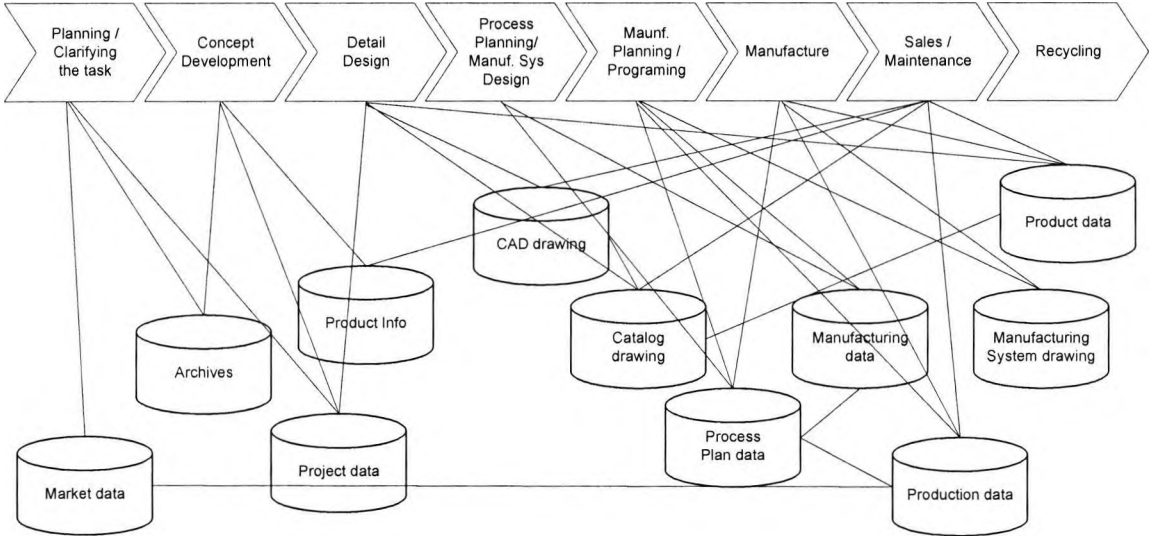 Planning /
Clarifying
the task
Concept
Development
Detail
Design
Process
Planning/
Manuf. Sys
Design
Maunf.
Planning /
Programing
Manufacture
Sales /
Maintenance
Recycling
Product data
CAD drawing
Product Info
Catalog
drawing
Manufacturing
data
Manufacturing
System drawing
Archives
Process
Plan data
Project data
Market data
Production data